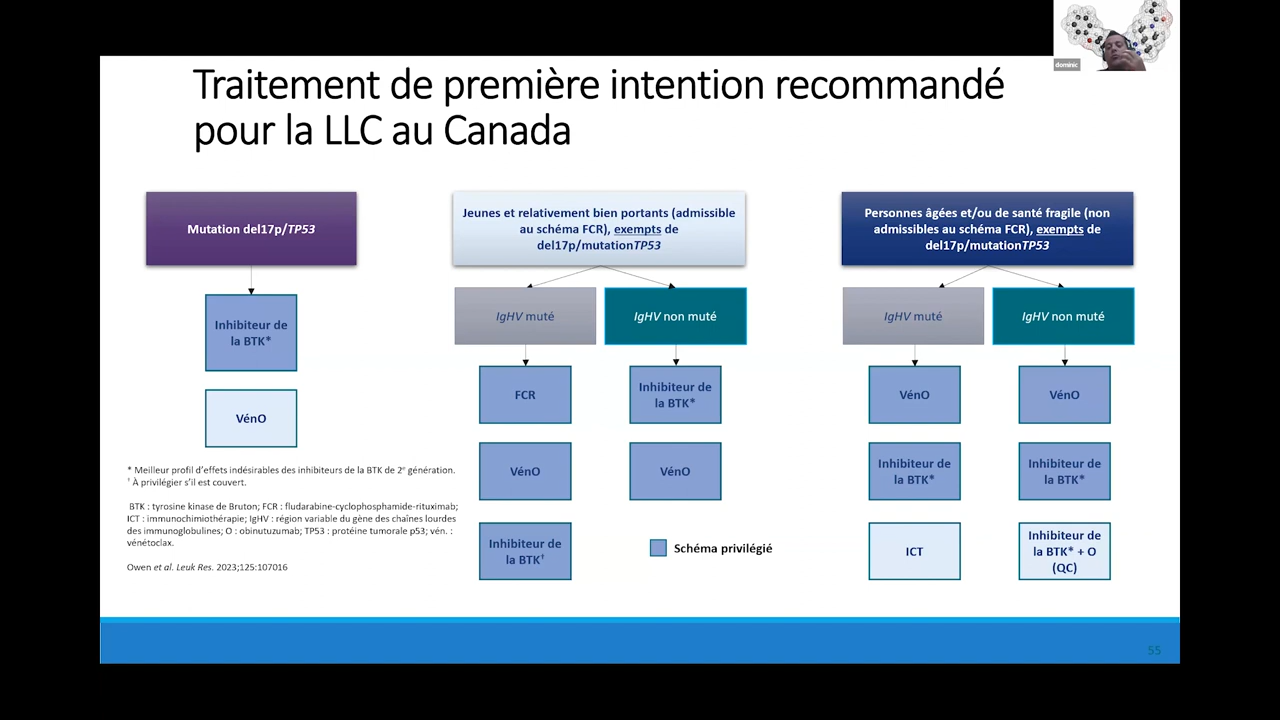 dominic
Traitement de première intention recommandé
pour la LLC au Canada
Mutation del17p/TP53
Inhibiteur de
la BTK*
VénO
Jeunes et relativement bien portants (admissible
au schéma FCR), exempts de
del17p/mutationTP53
IgHV muté
IgHV non muté
FCR
Inhibiteur de
la BTK*
VénO
VénO
Inhibiteur de
la BTK†
Schéma privilégié
Personnes âgées et/ou de santé fragile (non
admissibles au schéma FCR), exempts de
del17p/mutationTP53
IgHV muté
IgHV non muté
VénO
VénO
Inhibiteur de
la BTK*
Inhibiteur de
la BTK*
ICT
Inhibiteur de
la BTK* + O
(QC)
* Meilleur profil d'effets indésirables des inhibiteurs de la BTK de 2e génération.
† À privilégier s'il est couvert.
BTK : tyrosine kinase de Bruton; FCR : fludarabine-cyclophosphamide-rituximab;
ICT : immunochimiothérapie; IgHV : région variable du gène des chaînes lourdes
des immunoglobulines; O : obinutuzumab; TP53 : protéine tumorale p53; vén. :
vénétoclax.
Owen et al. Leuk Res. 2023;125:107016
55